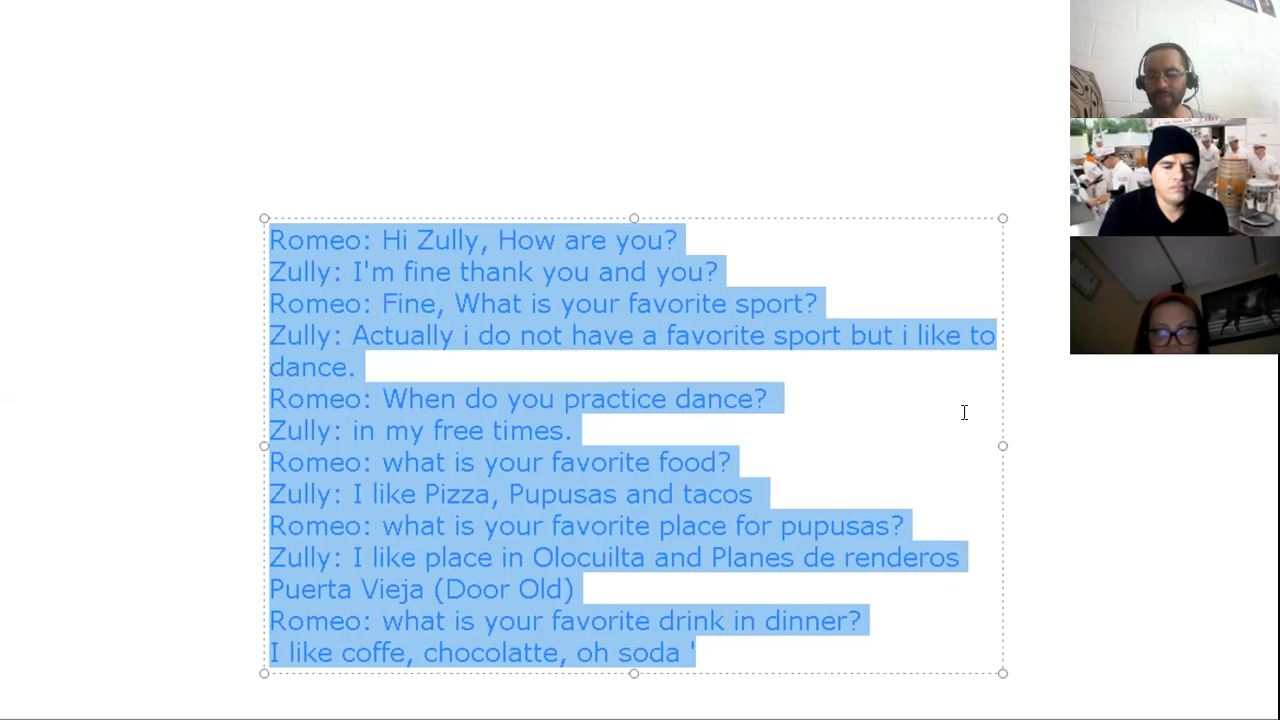 Romeo: Hi Zully, How are you?
Zully: I'm fine thank you and you?
Romeo: Fine, What is your favorite sport?
Zully: Actually i do not have a favorite sport but i like to
dance.
Romeo: When do you practice dance?
Zully: in my free times.
Romeo: what is your favorite food?
Zully: I like Pizza, Pupusas and tacos
Romeo: what is your favorite place for pupusas?
Zully: I like place in Olocuilta and Planes de renderos
Puerta Vieja (Door Old)
Romeo: what is your favorite drink in dinner?
I like coffe, chocolatte, oh soda '